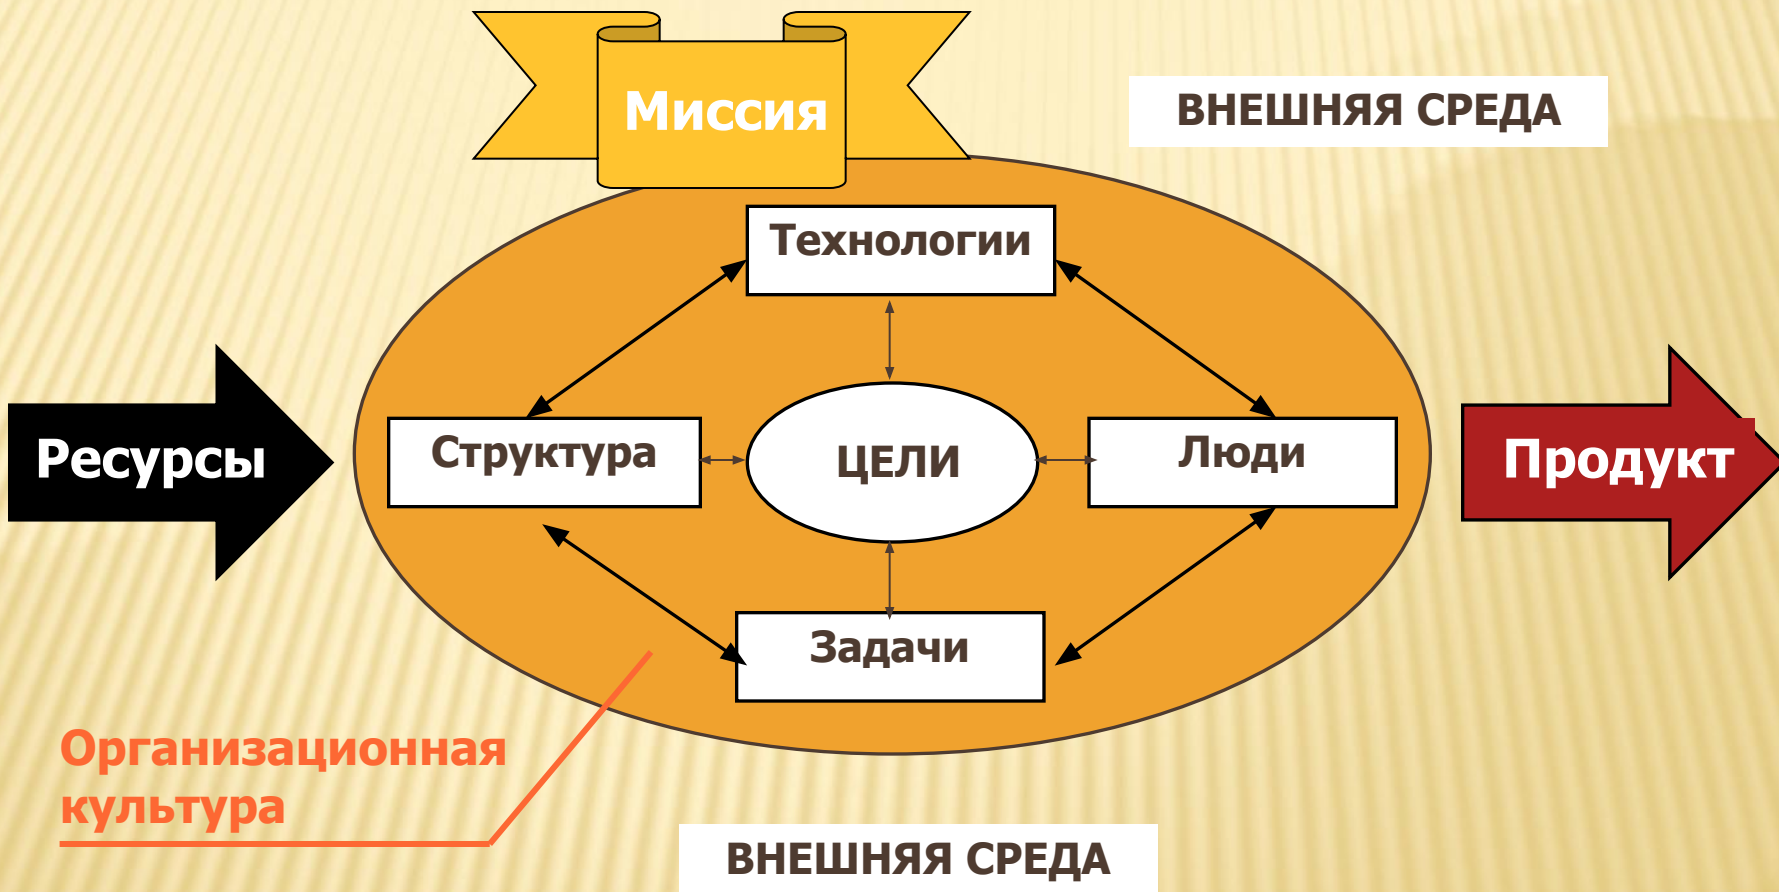 Миссия
ВНЕШНЯЯ СРЕДА
Технологии
Ресурсы
Структура
ЦЕЛИ
Люди
Продукт
Задачи
Организационная
культура
ВНЕШНЯЯ СРЕДА